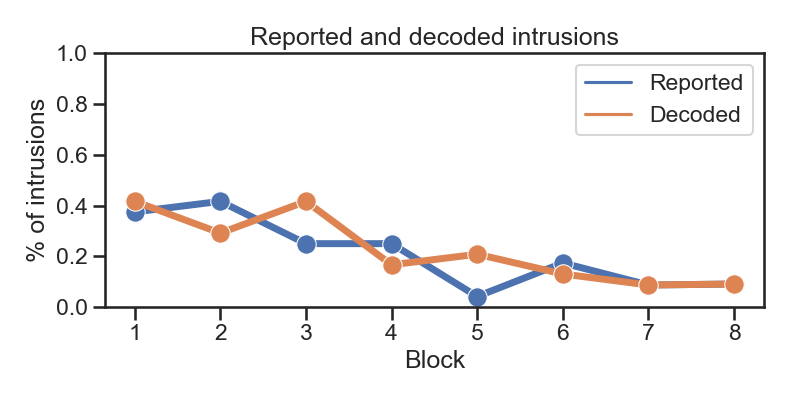 Reported and decoded intrusions
1.0
0.8
0.6
0.4
0.2
0.0
% of intrusions
Reported
Decoded
1 2 3 4 5 6 7 8
Block